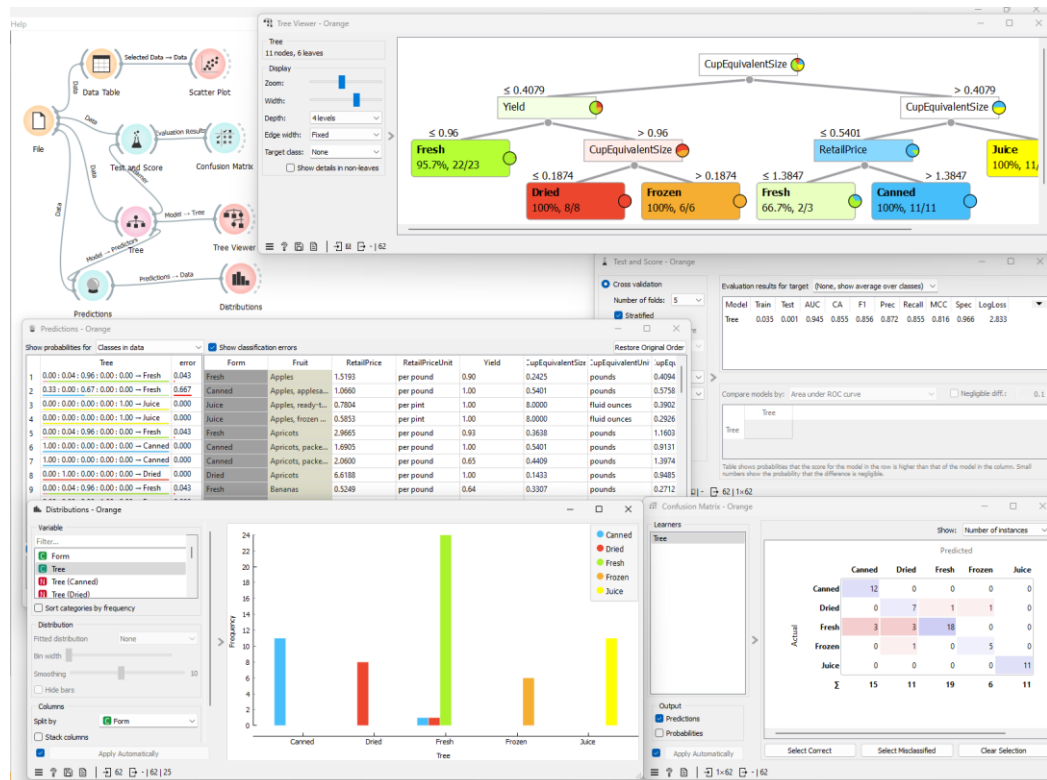 Help
Selected Data → Data
Data Table
Scatter Plot
Data
File
Data
Evaluation Results
Test and Score
Confusion Matrix
Data
Learner
Data
Model → Tree
Tree
Tree Viewer
Model → Predictors
Predictions → Data
Predictions
Distributions
Tree Viewer - Orange
Tree
11 nodes, 6 leaves
Display
Zoom:
Width:
Depth: 4 levels
Edge width: Fixed
Target class: None
Show details in non-leaves
- | 62
CupEquivalentSize
≤ 0.4079 > 0.4079
Yield CupEquivalentSize
≤ 0.96 > 0.96 ≤ 0.5401
Fresh
95.7%, 22/23
CupEquivalentSize
RetailPrice
Juice
100%, 11/
≤ 0.1874 > 0.1874 ≤ 1.3847 > 1.3847
Dried
100%, 8/8
Frozen
100%, 6/6
Fresh
66.7%, 2/3
Canned
100%, 11/11
Test and Score - Orange
Cross validation
Number of folds: 5
Stratified
Evaluation results for target (None, show average over classes)
Model Train Test AUC CA F1 Prec Recall MCC Spec LogLoss
Tree 0.035 0.001 0.945 0.855 0.856 0.872 0.855 0.816 0.966 2.833
Compare models by: Area under ROC curve Negligible diff.: 0.1
Tree
Tree
Table shows probabilities that the score for the model in the row is higher than that of the model in the column. Small
numbers show the probability that the difference is negligible.
- 62 | 1×62
Predictions - Orange
Show probabilities for Classes in data Show classification errors Restore Original Order
Tree error Form Fruit RetailPrice RetailPriceUnit Yield CupEquivalentSize CupEquivalentUni CupEqu
1 0.00 : 0.04 : 0.96 : 0.00 : 0.00 → Fresh 0.043 Fresh Apples 1.5193 per pound 0.90 0.2425 pounds 0.4094
2 0.33 : 0.00 : 0.67 : 0.00 : 0.00 → Fresh 0.667 Canned Apples, applesa... 1.0660 per pound 1.00 0.5401 pounds 0.5758
3 0.00 : 0.00 : 0.00 : 0.00 : 1.00 → Juice 0.000 Juice Apples, ready-t... 0.7804 per pint 1.00 8.0000 fluid ounces 0.3902
4 0.00 : 0.00 : 0.00 : 0.00 : 1.00 → Juice 0.000 Juice Apples, frozen ... 0.5853 per pint 1.00 8.0000 fluid ounces 0.2926
5 0.00 : 0.04 : 0.96 : 0.00 : 0.00 → Fresh 0.043 Fresh Apricots 2.9665 per pound 0.93 0.3638 pounds 1.1603
6 1.00 : 0.00 : 0.00 : 0.00 : 0.00 → Canned 0.000 Canned Apricots, packe... 1.6905 per pound 1.00 0.5401 pounds 0.9131
7 1.00 : 0.00 : 0.00 : 0.00 : 0.00 → Canned 0.000 Canned Apricots, packe... 2.0600 per pound 0.65 0.4409 pounds 1.3974
8 0.00 : 1.00 : 0.00 : 0.00 : 0.00 → Dried 0.000 Dried Apricots 6.6188 per pound 1.00 0.1433 pounds 0.9485
9 0.00 : 0.04 : 0.96 : 0.00 : 0.00 → Fresh 0.043 Fresh Bananas 0.5249 per pound 0.64 0.3307 pounds 0.2712
Distributions - Orange
Variable
Filter...
C Form
C Tree
N Tree (Canned)
N Tree (Dried)
Sort categories by frequency
Distribution
Fitted distribution None
Bin width
Smoothing 10
Hide bars
Columns
Split by C Form
Stack columns
Apply Automatically
62 - | 62 | 25
Frequency
24
22
20
18
16
14
12
10
8
6
4
2
0
Canned Dried Fresh Frozen Juice
Tree
Canned
Dried
Fresh
Frozen
Juice
Confusion Matrix - Orange
Learners
Tree
Output
Predictions
Probabilities
Apply Automatically
1×62 - | 62
Show: Number of instances
Predicted
Canned Dried Fresh Frozen Juice
Actual
Canned 12 0 0 0 0
Dried 0 7 1 1 0
Fresh 3 3 18 0 0
Frozen 0 1 0 5 0
Juice 0 0 0 0 11
Σ 15 11 19 6 11
Select Correct Select Misclassified Clear Selection